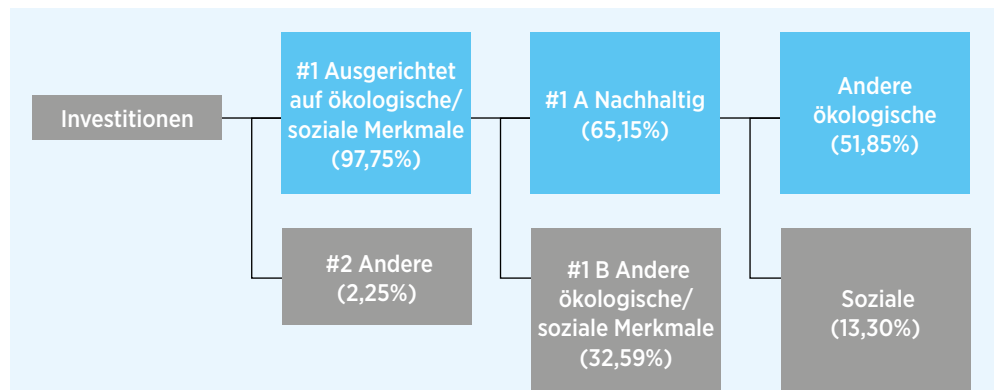 Investitionen
#1 Ausgerichtet
auf ökologische/
soziale Merkmale
(97,75%)
#2 Andere
(2,25%)
#1 A Nachhaltig
(65,15%)
#1 B Andere
ökologische/
soziale Merkmale
(32,59%)
Andere
ökologische
(51,85%)
Soziale
(13,30%)